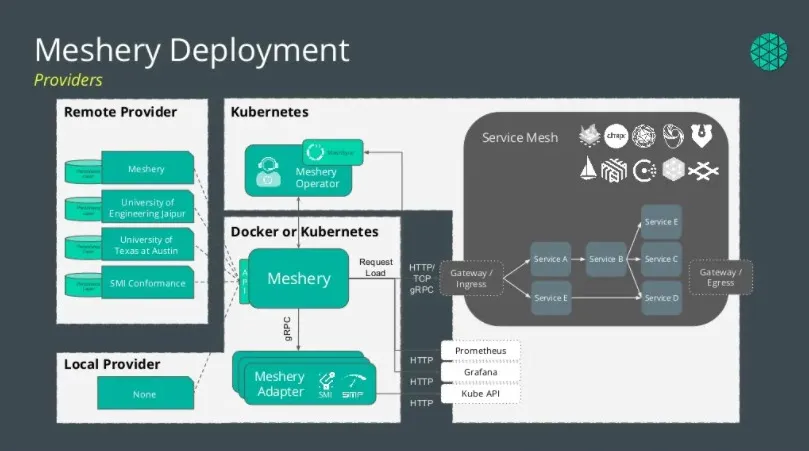 Meshery Deployment
Providers
Remote Provider
Meshery
University of
Engineering Jaipur
University of
Texas at Austin
SMI Conformance
Local Provider
None
Kubernetes
MeshSync
Meshery
Operator
Docker or Kubernetes
A
P
I
Meshery
Request
Load
gRPC
Meshery
Adapter
SMI
SMP
HTTP/
TCP
gRPC
HTTP
HTTP
HTTP
Prometheus
Grafana
Kube API
Service Mesh
citrix
Gateway /
Ingress
Service A
Service B
Service E
Service E
Service C
Service D
Gateway /
Egress